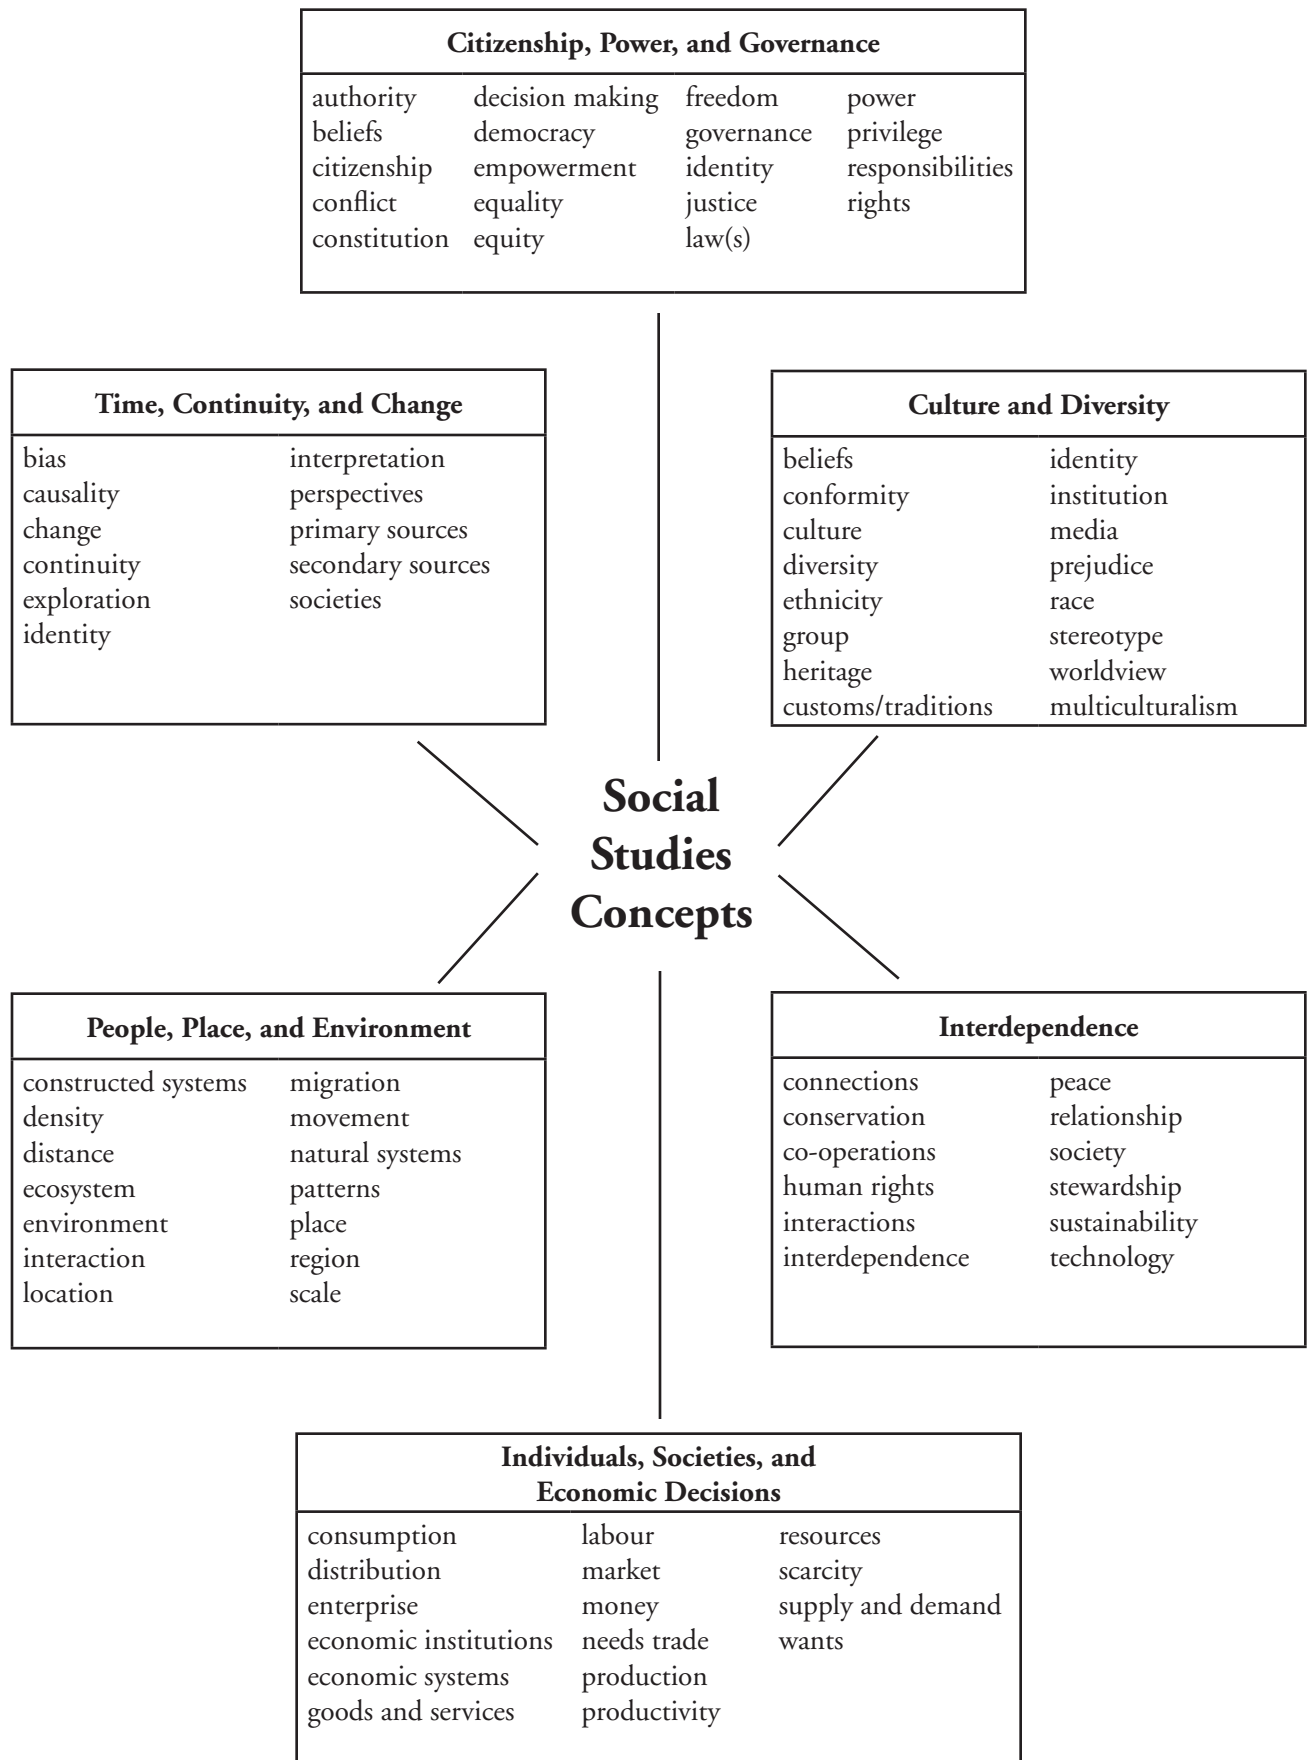 Citizenship, Power, and Governance
authority decision making freedom power
beliefs democracy governance privilege
citizenship empowerment identity responsibilities
conflict equality justice rights
constitution equity law(s)
Time, Continuity, and Change
bias interpretation
causality perspectives
change primary sources
continuity secondary sources
exploration societies
identity
Culture and Diversity
beliefs identity
conformity institution
culture media
diversity prejudice
ethnicity race
group stereotype
heritage worldview
customs/traditions multiculturalism
Social
Studies
Concepts
People, Place, and Environment
constructed systems migration
density movement
distance natural systems
ecosystem patterns
environment place
interaction region
location scale
Interdependence
connections peace
conservation relationship
co-operations society
human rights stewardship
interactions sustainability
interdependence technology
Individuals, Societies, and
Economic Decisions
consumption labour resources
distribution market scarcity
enterprise money supply and demand
economic institutions needs trade wants
economic systems production
goods and services productivity